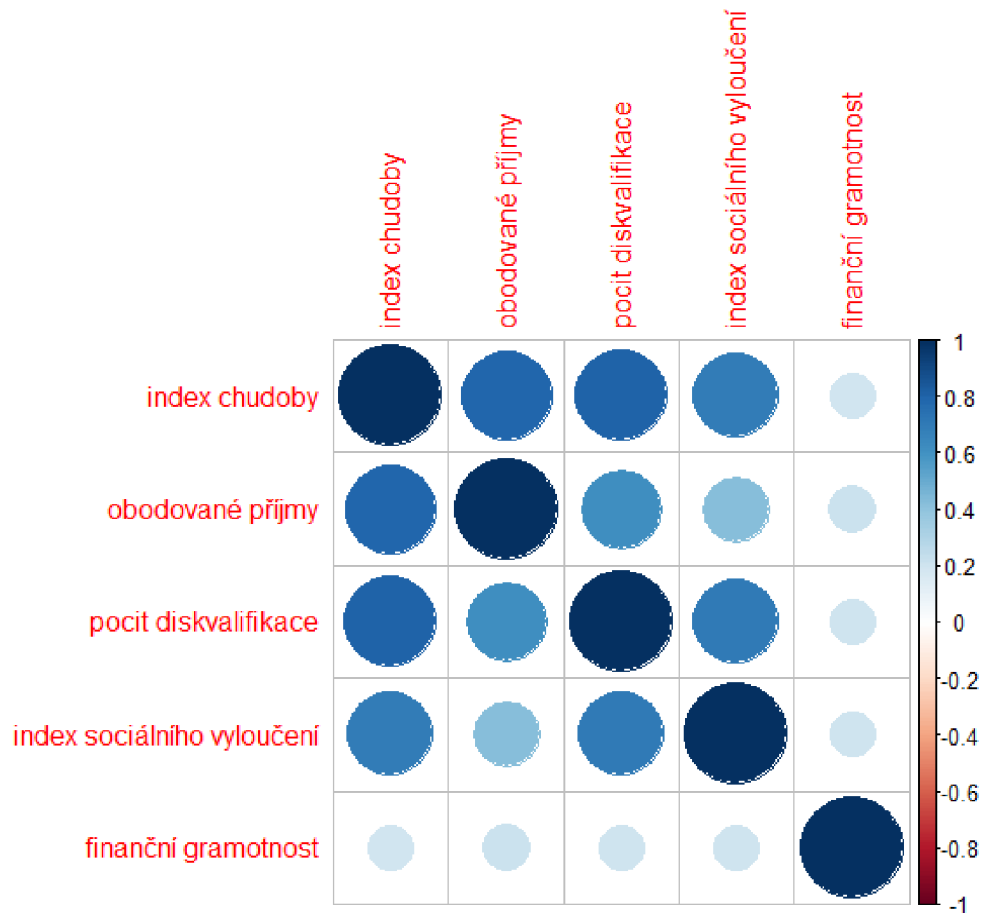 index chudoby
obodované příjmy
pocit diskvalifikace
index sociálního vyloučení
finanční gramotnost
index chudoby
obodované příjmy
pocit diskvalifikace
index sociálního vyloučení
finanční gramotnost
1
0.8
0.6
0.4
0.2
0
-0.2
-0.4
-0.6
-0.8
-1